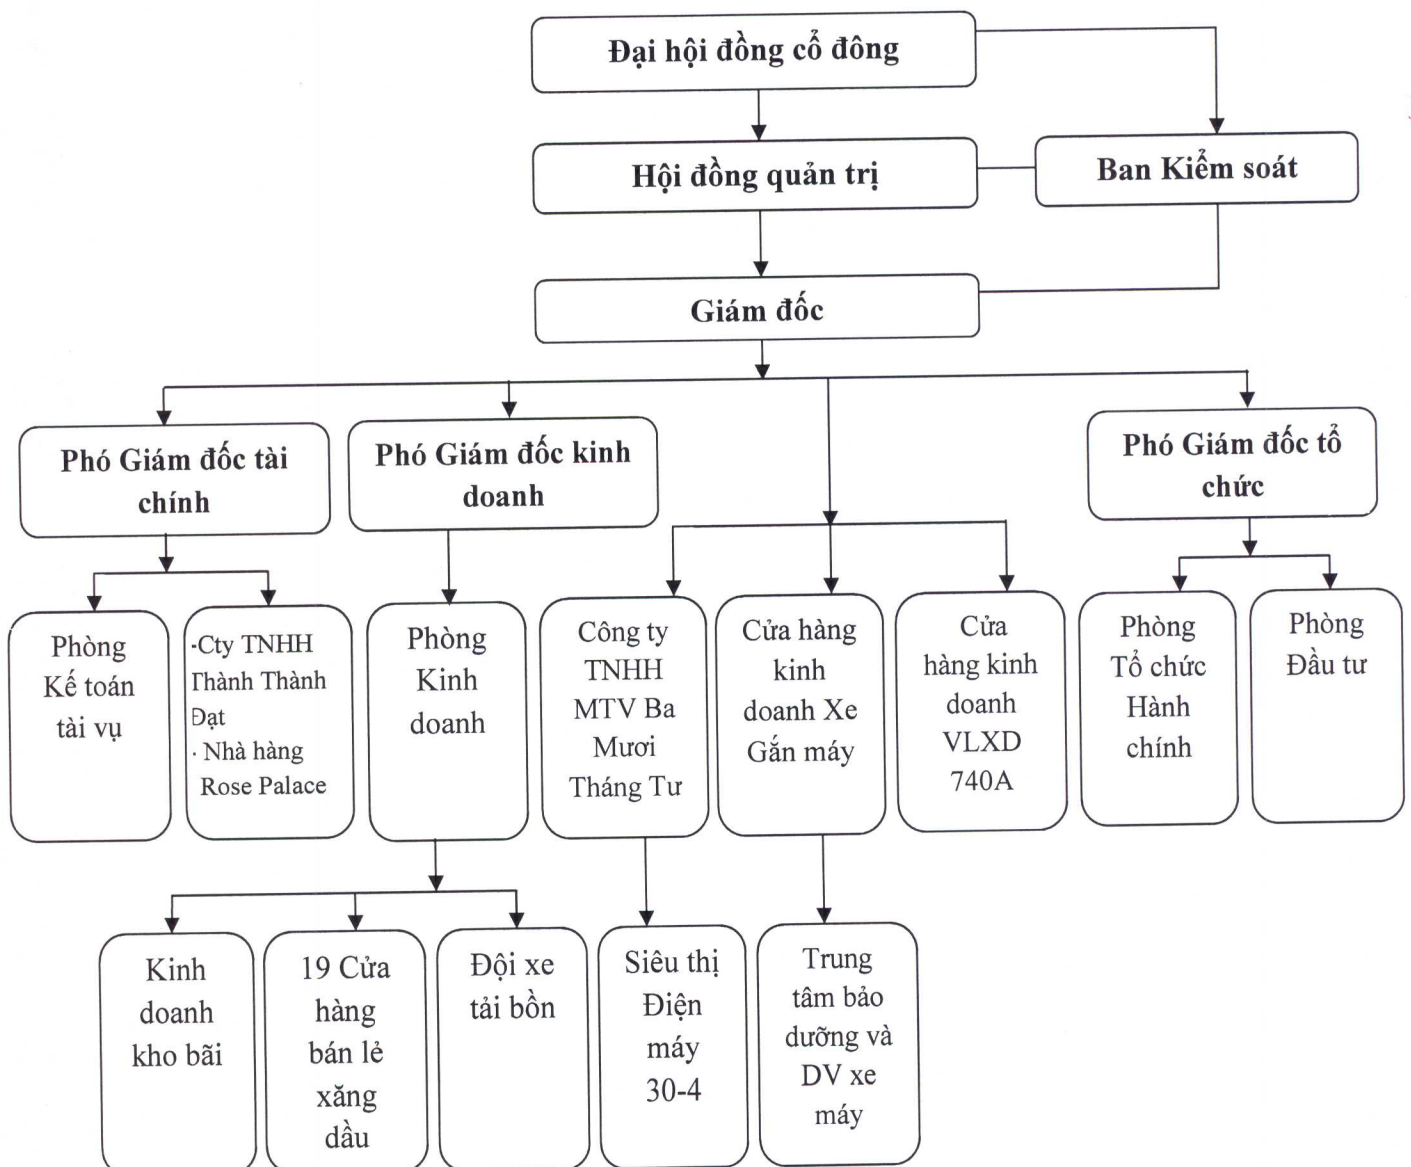 Đại hội đồng cổ đông
Hội đồng quản trị
Ban Kiểm soát
Giám đốc
Phó Giám đốc tài
chính
Phó Giám đốc kinh
doanh
Phó Giám đốc tổ
chức
Phòng
Kế toán
tài vụ
-Cty TNHH
Thành Thành
Đạt
- Nhà hàng
Rose Palace
Phòng
Kinh
doanh
Công ty
TNHH
MTV Ba
Mươi
Tháng Tư
Cửa hàng
kinh
doanh Xe
Gắn máy
Cửa
hàng kinh
doanh
VLXD
740A
Phòng
Tổ chức
Hành
chính
Phòng
Đầu tư
Kinh
doanh
kho bãi
19 Cửa
hàng
bán lẻ
xăng
dầu
Đội xe
tải bồn
Siêu thị
Điện
máy
30-4
Trung
tâm bảo
dưỡng và
DV xe
máy